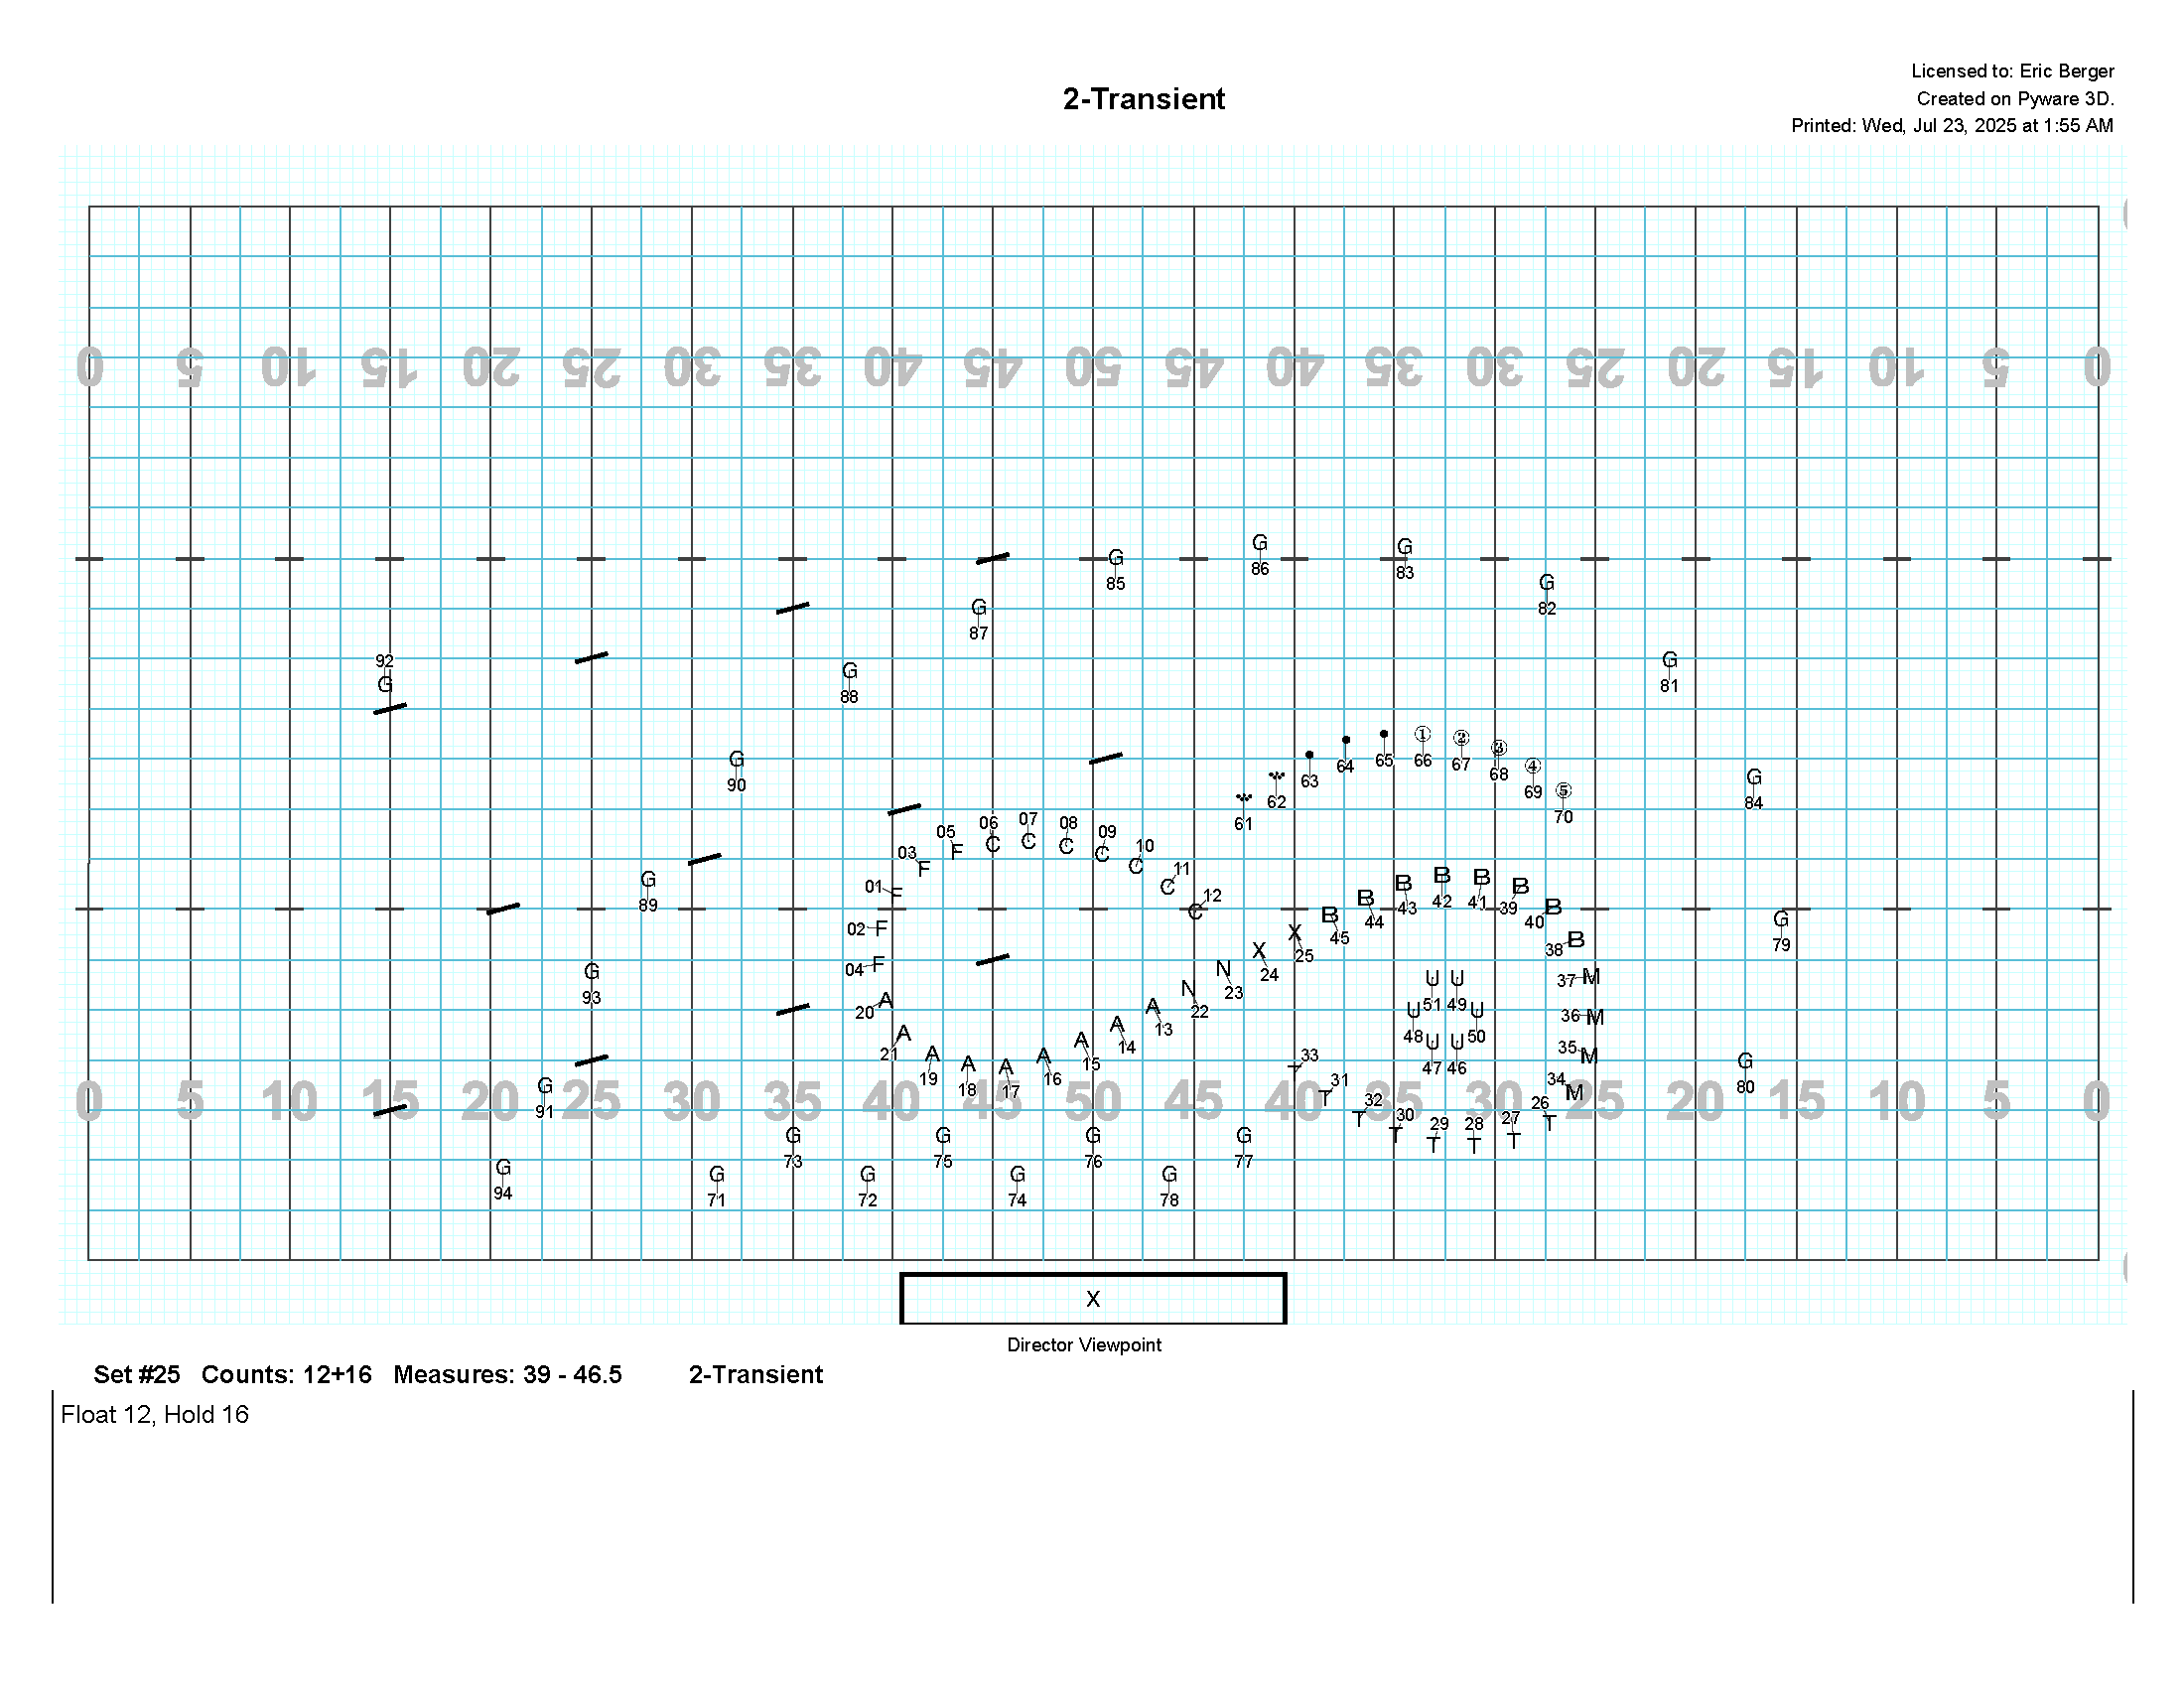 Licensed to: Eric Berger
2-Transient
Created on Pyware 3D.
Printed: Wed, Jul 23, 2025 at 1:55 AM
0 5 10 15 20 25 30 35 40 45 50 45 40 35 30 25 20 15 10 5 0
G 86
G 83
G 85
G 82
G 87
92 G
G 81
G 88
65
① 66
② 67
64
③ 68
63
G 90
④ 69
62
G 84
⑤ 70
61
05 F
06 C
07 C
08 C
09 C
10 C
03 F
11 C
01 F
12 C
G 89
B 45
B 44
B 43
B 42
B 41
B 39
B 40
02 F
X 25
G 79
38 B
04 F
X 24
N 23
G 93
37 M
U 51
U 49
20 A
N 22
U 48
U 50
36 M
A 13
A 14
21 A
A 15
U 47
U 46
A 19
A 16
35 M
A 18
A 17
33 T
G 80
31 T
34 M
G 91
0 5 10 15 20 25 30 35 40 45 50 45 40 35 30 25 20 15 10 5 0
32 T
26 T
30 T
29 T
28 T
27 T
G 73
G 75
G 76
G 77
G 94
G 71
G 72
G 74
G 78
X
Director Viewpoint
Set #25 Counts: 12+16 Measures: 39 - 46.5 2-Transient
Float 12, Hold 16